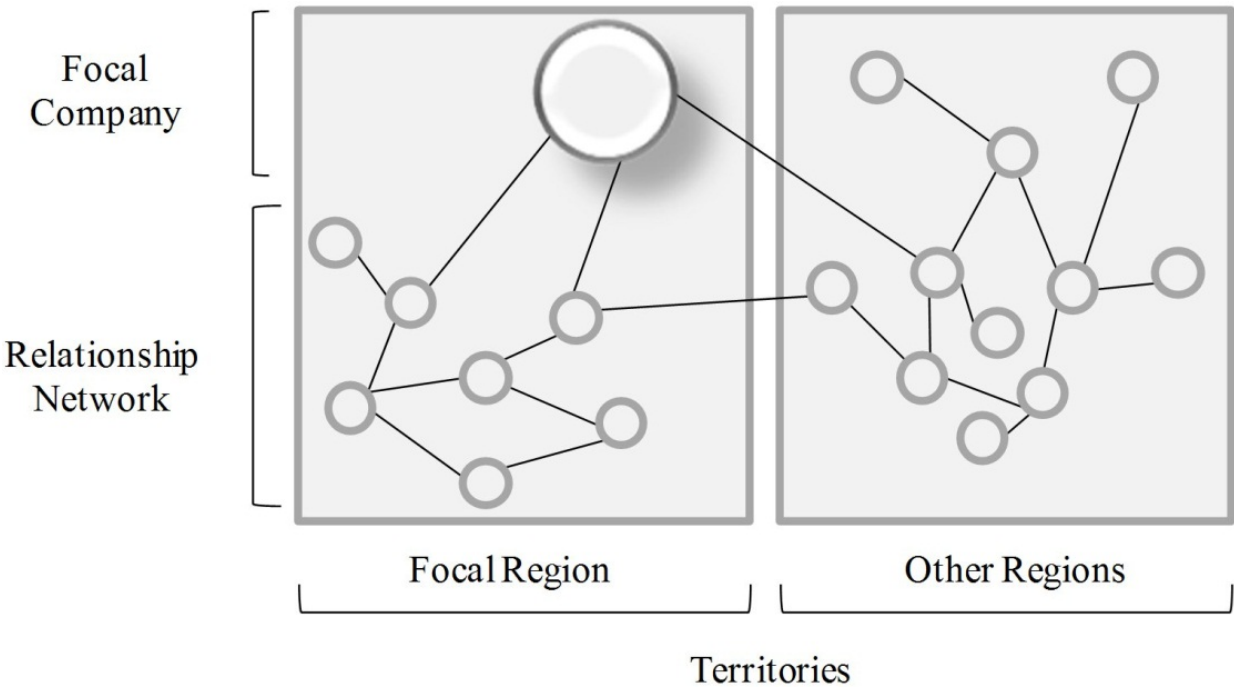 Focal
Company
Relationship
Network
Focal Region
Other Regions
Territories